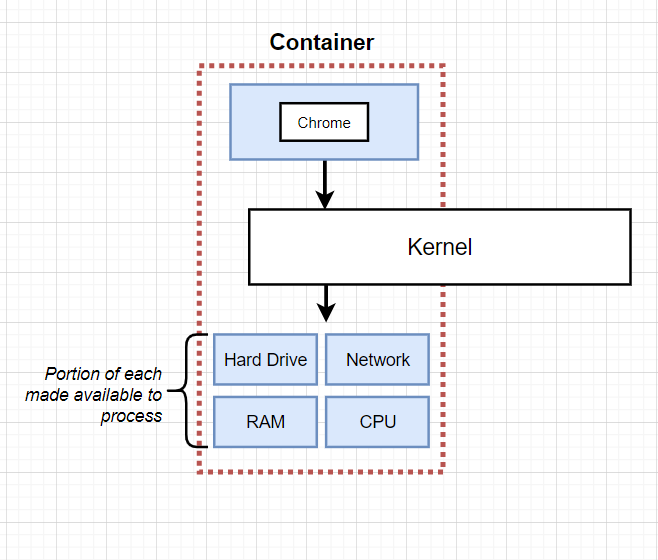 Container
Chrome
Kernel
Hard Drive
Network
Portion of each
made available to
process
RAM
CPU